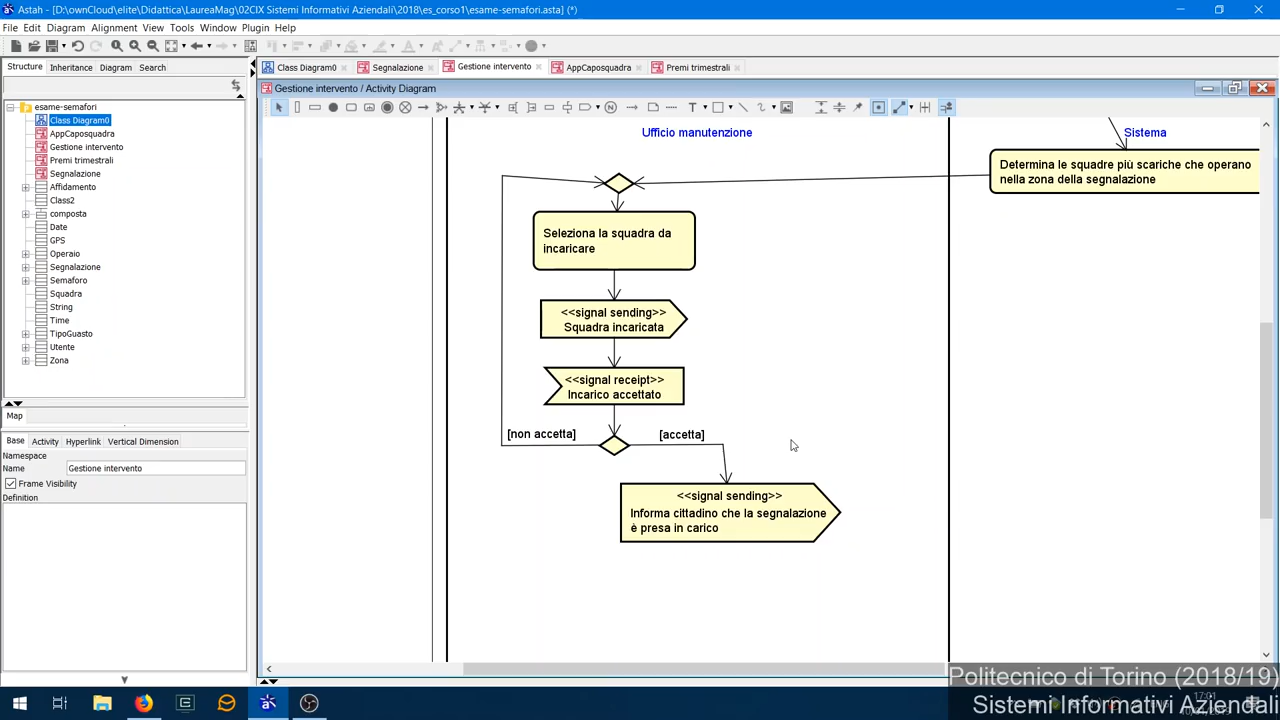 Astah - [D:\ownCloud\elite\Didattica\LaureaMag\02CIX Sistemi Informativi Aziendali\2018\es_corso1\esame-semafori.asta] (*)
File Edit Diagram Alignment View Tools Window Plugin Help
Structure Inheritance Diagram Search
Class Diagram0 Segnalazione Gestione intervento AppCaposquadra Premi trimestrali
Gestione intervento / Activity Diagram
esame-semafori
Class Diagram0
AppCaposquadra
Gestione intervento
Premi trimestrali
Segnalazione
Affidamento
Class2
composta
Date
GPS
Operaio
Segnalazione
Semaforo
Squadra
String
Time
TipoGuasto
Utente
Zona
Map
Base Activity Hyperlink Vertical Dimension
Namespace
Name Gestione intervento
Frame Visibility
Definition
Ufficio manutenzione
Sistema
Determina le squadre più scariche che operano
nella zona della segnalazione
Seleziona la squadra da
incaricare
<<signal sending>>
Squadra incaricata
<<signal receipt>>
Incarico accettato
[non accetta] [accetta]
<<signal sending>>
Informa cittadino che la segnalazione
è presa in carico
Politecnico di Torino (2018/19)
Sistemi Informativi Aziendali
17:01